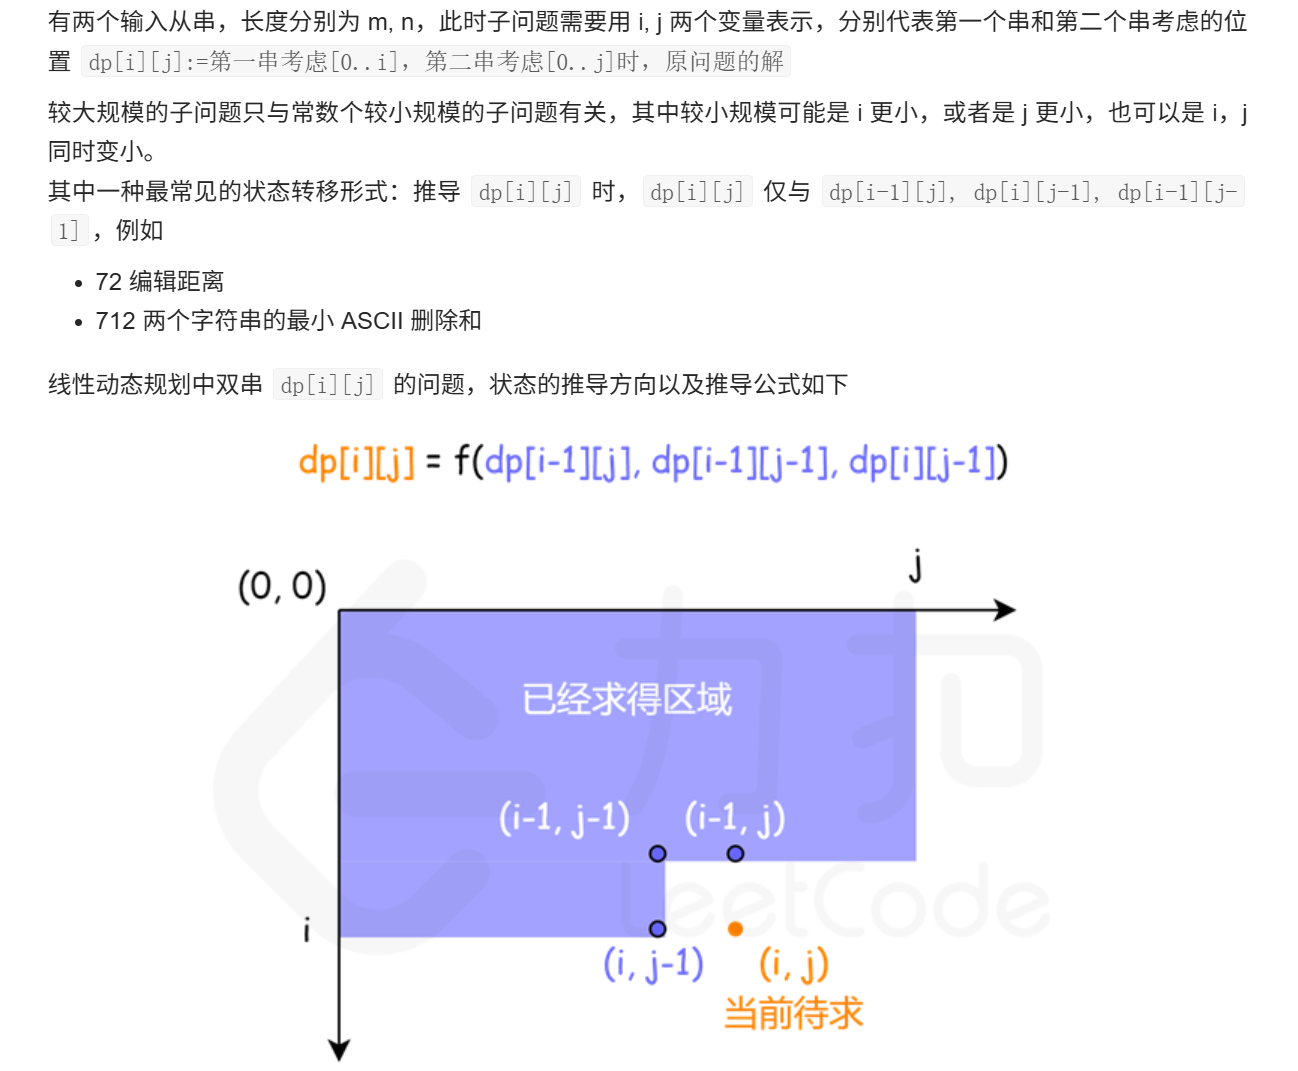 有两个输入从串，长度分别为 m, n，此时子问题需要用 i, j 两个变量表示，分别代表第一个串和第二个串考虑的位
置 dp[i][j]:=第一串考虑[0..i]，第二串考虑[0..j]时，原问题的解
较大规模的子问题只与常数个较小规模的子问题有关，其中较小规模可能是 i 更小，或者是 j 更小，也可以是 i，j
同时变小。
其中一种最常见的状态转移形式：推导 dp[i][j] 时，dp[i][j] 仅与 dp[i-1][j], dp[i][j-1], dp[i-1][j-
1]，例如
• 72 编辑距离
• 712 两个字符串的最小 ASCII 删除和
线性动态规划中双串 dp[i][j] 的问题，状态的推导方向以及推导公式如下
dp[i][j] = f(dp[i-1][j], dp[i-1][j-1], dp[i][j-1])
j
(0, 0)
力扣
已经求得区域
(i-1, j-1) (i-1, j)
LeetCode
i
(i, j-1) (i, j)
当前待求